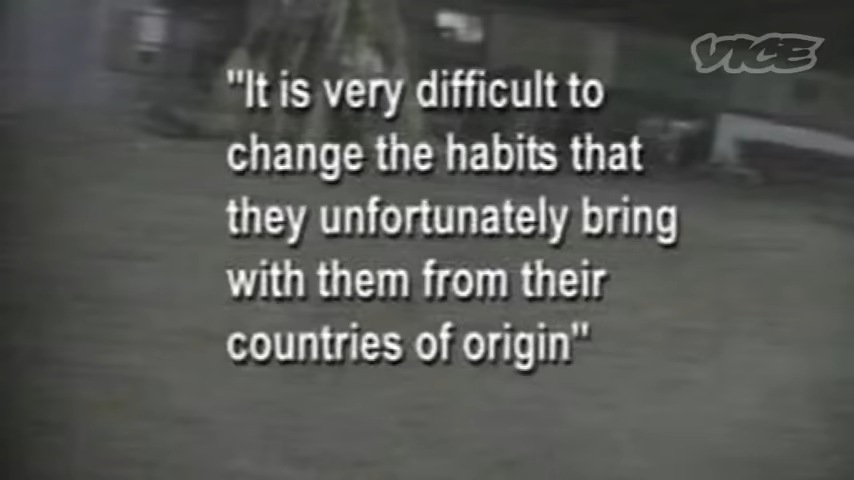 VICE
"It is very difficult to
change the habits that
they unfortunately bring
with them from their
countries of origin"